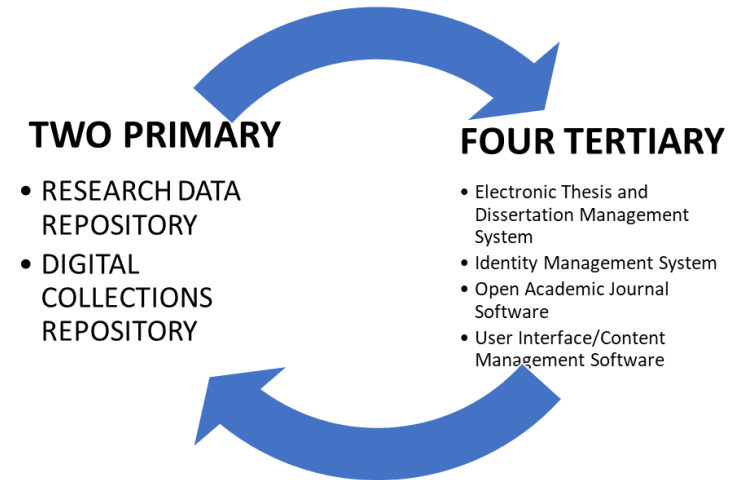 TWO PRIMARY
• RESEARCH DATA
REPOSITORY
• DIGITAL
COLLECTIONS
REPOSITORY
FOUR TERTIARY
• Electronic Thesis and
Dissertation Management
System
• Identity Management System
• Open Academic Journal
Software
• User Interface/Content
Management Software